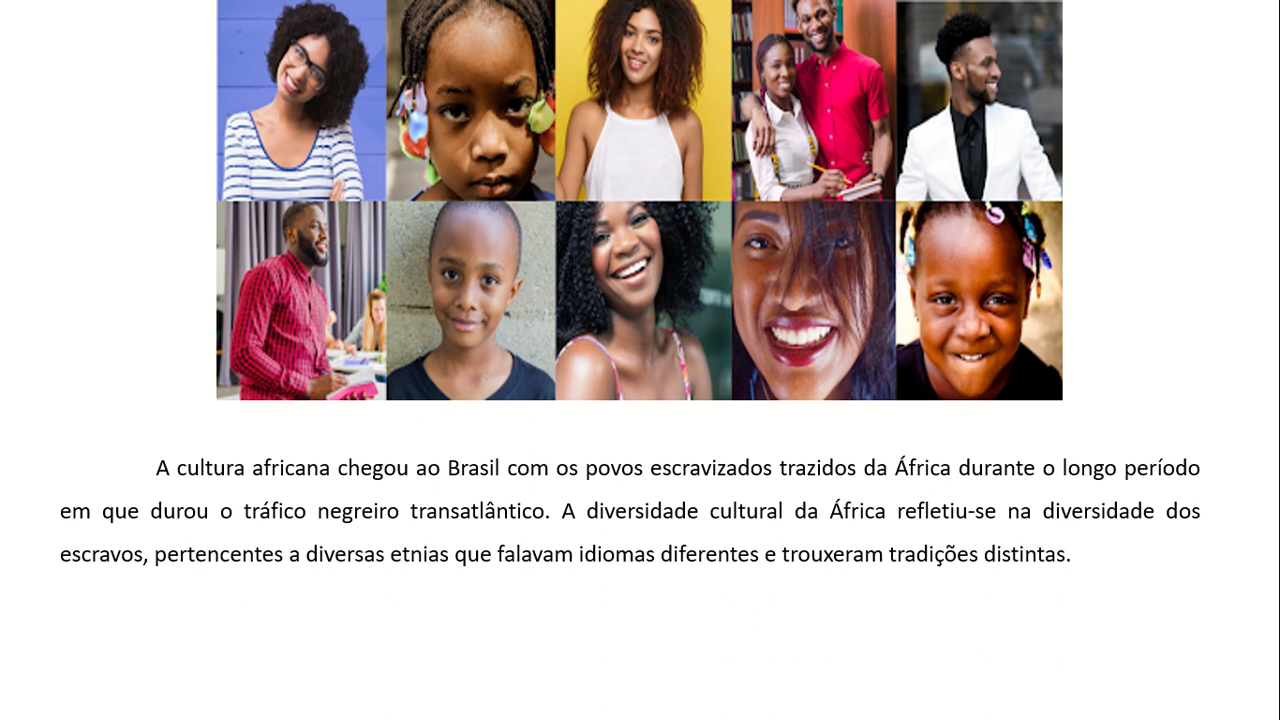 A cultura africana chegou ao Brasil com os povos escravizados trazidos da África durante o longo período
em que durou o tráfico negreiro transatlântico. A diversidade cultural da África refletiu-se na diversidade dos
escravos, pertencentes a diversas etnias que falavam idiomas diferentes e trouxeram tradições distintas.